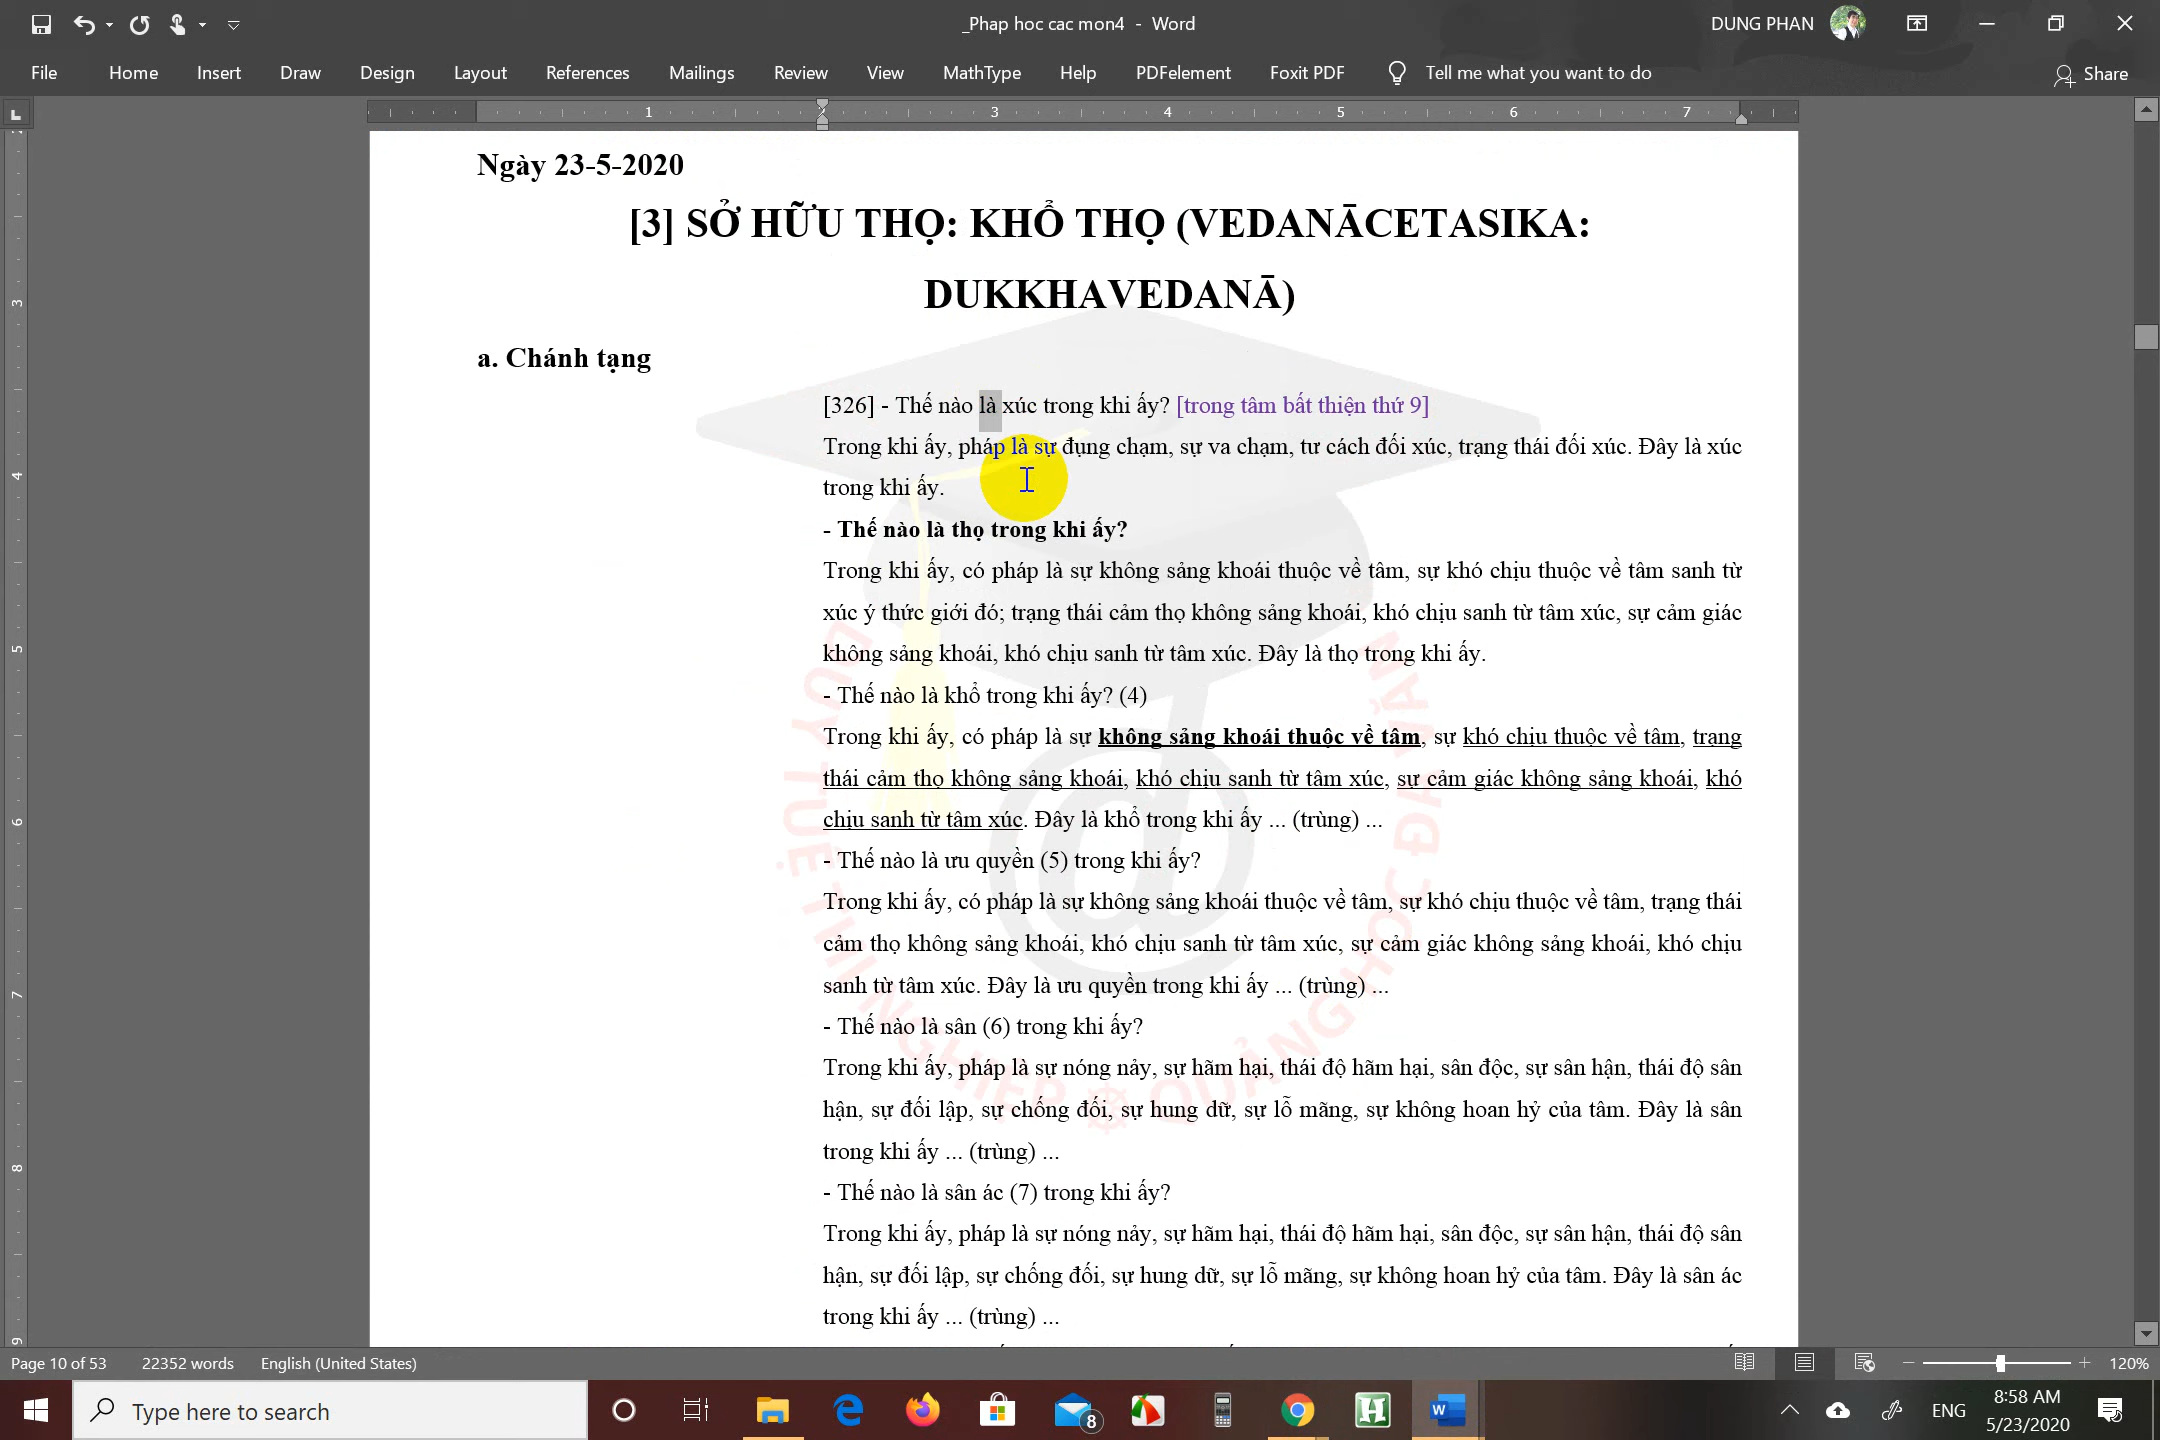 _Phap hoc cac mon4 - Word
DUNG PHAN
File Home Insert Draw Design Layout References Mailings Review View MathType Help PDFelement Foxit PDF Tell me what you want to do Share
1 3 4 5 6 7
Ngày 23-5-2020
[3] SỞ HỮU THỌ: KHỔ THỌ (VEDANĀCETASIKA:
DUKKHAVEDANĀ)
a. Chánh tạng
[326] - Thế nào là xúc trong khi ấy? [trong tâm bất thiện thứ 9]
Trong khi ấy, pháp là sự đụng chạm, sự va chạm, tư cách đối xúc, trạng thái đối xúc. Đây là xúc
trong khi ấy.
- Thế nào là thọ trong khi ấy?
Trong khi ấy, có pháp là sự không sảng khoái thuộc về tâm, sự khó chịu thuộc về tâm sanh từ
xúc ý thức giới đó; trạng thái cảm thọ không sảng khoái, khó chịu sanh từ tâm xúc, sự cảm giác
không sảng khoái, khó chịu sanh từ tâm xúc. Đây là thọ trong khi ấy.
- Thế nào là khổ trong khi ấy? (4)
Trong khi ấy, có pháp là sự không sảng khoái thuộc về tâm, sự khó chịu thuộc về tâm, trạng
thái cảm thọ không sảng khoái, khó chịu sanh từ tâm xúc, sự cảm giác không sảng khoái, khó
chịu sanh từ tâm xúc. Đây là khổ trong khi ấy ... (trùng) ...
- Thế nào là ưu quyền (5) trong khi ấy?
Trong khi ấy, có pháp là sự không sảng khoái thuộc về tâm, sự khó chịu thuộc về tâm, trạng thái
cảm thọ không sảng khoái, khó chịu sanh từ tâm xúc, sự cảm giác không sảng khoái, khó chịu
sanh từ tâm xúc. Đây là ưu quyền trong khi ấy ... (trùng) ...
- Thế nào là sân (6) trong khi ấy?
Trong khi ấy, pháp là sự nóng nảy, sự hãm hại, thái độ hãm hại, sân độc, sự sân hận, thái độ sân
hận, sự đối lập, sự chống đối, sự hung dữ, sự lỗ mãng, sự không hoan hỷ của tâm. Đây là sân
trong khi ấy ... (trùng) ...
- Thế nào là sân ác (7) trong khi ấy?
Trong khi ấy, pháp là sự nóng nảy, sự hãm hại, thái độ hãm hại, sân độc, sự sân hận, thái độ sân
hận, sự đối lập, sự chống đối, sự hung dữ, sự lỗ mãng, sự không hoan hỷ của tâm. Đây là sân ác
trong khi ấy ... (trùng) ...
DUY TUỆ THỊ NGHIỆP QUẢNG HỌC ĐA VĂN
Page 10 of 53 22352 words English (United States) 120%
Type here to search
8
ENG
8:58 AM
5/23/2020